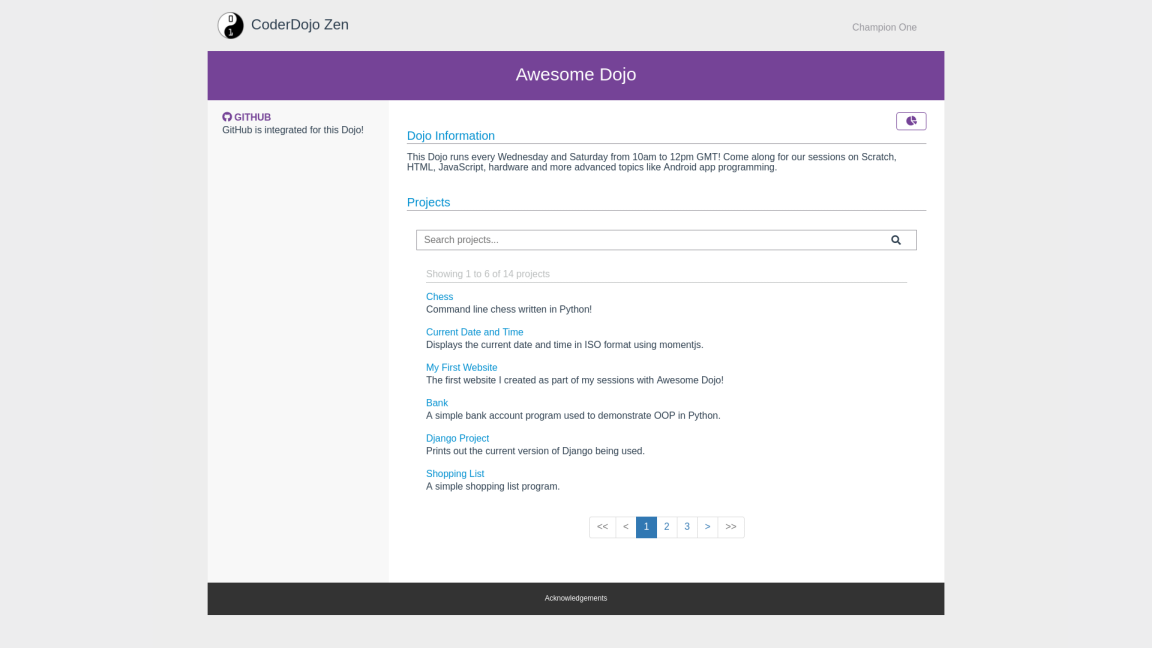 CoderDojo Zen
Champion One
Awesome Dojo
GITHUB
GitHub is integrated for this Dojo!
Dojo Information
This Dojo runs every Wednesday and Saturday from 10am to 12pm GMT! Come along for our sessions on Scratch,
HTML, JavaScript, hardware and more advanced topics like Android app programming.
Projects
Search projects...
Showing 1 to 6 of 14 projects
Chess
Command line chess written in Python!
Current Date and Time
Displays the current date and time in ISO format using momentjs.
My First Website
The first website I created as part of my sessions with Awesome Dojo!
Bank
A simple bank account program used to demonstrate OOP in Python.
Django Project
Prints out the current version of Django being used.
Shopping List
A simple shopping list program.
<< < 1 2 3 > >>
Acknowledgements